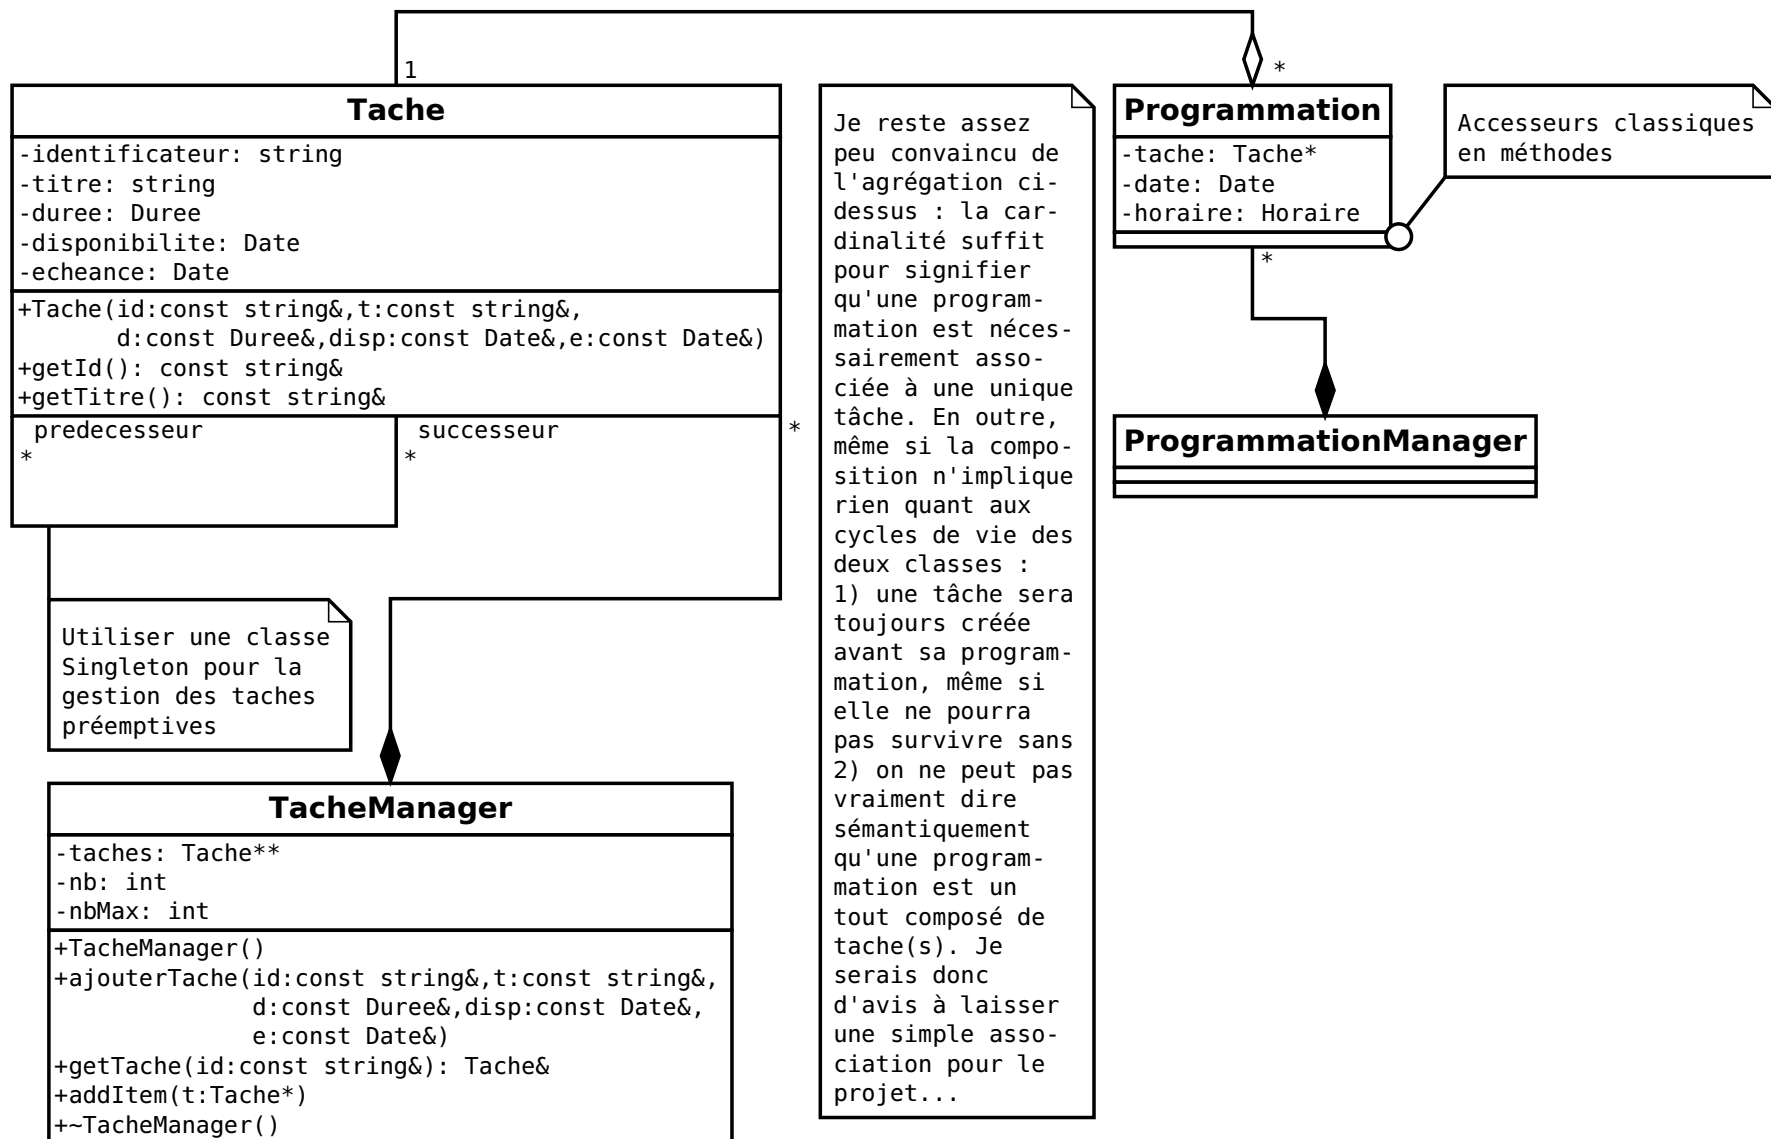 1
*
Tache
-identificateur: string
-titre: string
-duree: Duree
-disponibilite: Date
-echeance: Date
+Tache(id:const string&,t:const string&,
d:const Duree&,disp:const Date&,e:const Date&)
+getId(): const string&
+getTitre(): const string&
predecesseur
*
successeur
*
*
Utiliser une classe
Singleton pour la
gestion des taches
préemptives
TacheManager
-taches: Tache**
-nb: int
-nbMax: int
+TacheManager()
+ajouterTache(id:const string&,t:const string&,
d:const Duree&,disp:const Date&,
e:const Date&)
+getTache(id:const string&): Tache&
+addItem(t:Tache*)
+~TacheManager()
Je reste assez
peu convaincu de
l'agrégation ci-
dessus : la car-
dinalité suffit
pour signifier
qu'une program-
mation est néces-
sairement asso-
ciée à une unique
tâche. En outre,
même si la compo-
sition n'implique
rien quant aux
cycles de vie des
deux classes :
1) une tâche sera
toujours créée
avant sa program-
mation, même si
elle ne pourra
pas survivre sans
2) on ne peut pas
vraiment dire
sémantiquement
qu'une program-
mation est un
tout composé de
tache(s). Je
serais donc
d'avis à laisser
une simple asso-
ciation pour le
projet...
Programmation
-tache: Tache*
-date: Date
-horaire: Horaire
*
Accesseurs classiques
en méthodes
ProgrammationManager